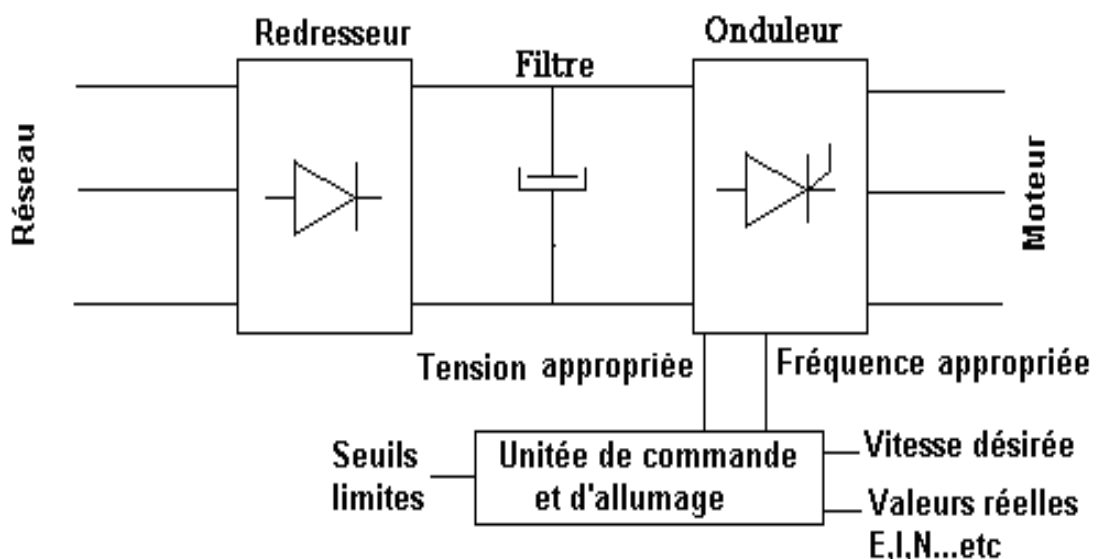 Redresseur
Filtre
Onduleur
Réseau
Moteur
Tension appropriée
Fréquence appropriée
Seuils
limites
Unitée de commande
et d'allumage
Vitesse désirée
Valeurs réelles
E,I,N...etc